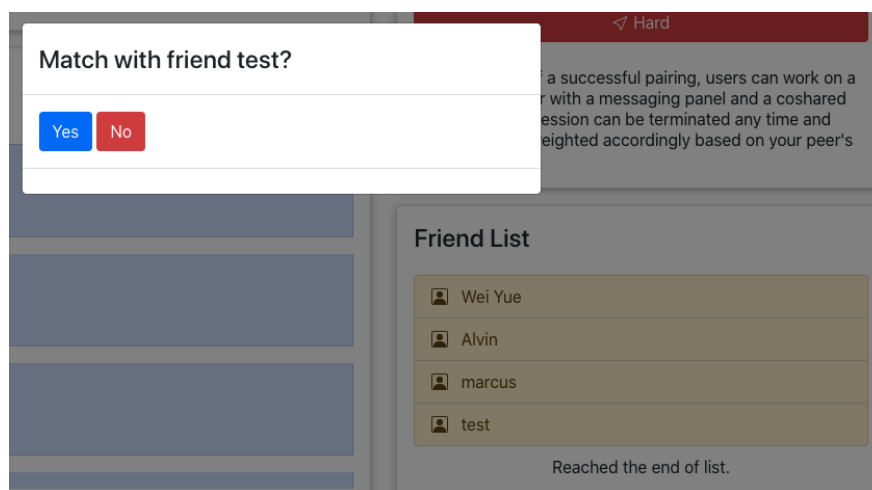 Match with friend test?
Yes No
Hard
a successful pairing, users can work on a
with a messaging panel and a coshared
ession can be terminated any time and
eighted accordingly based on your peer's
Friend List
Wei Yue
Alvin
marcus
test
Reached the end of list.